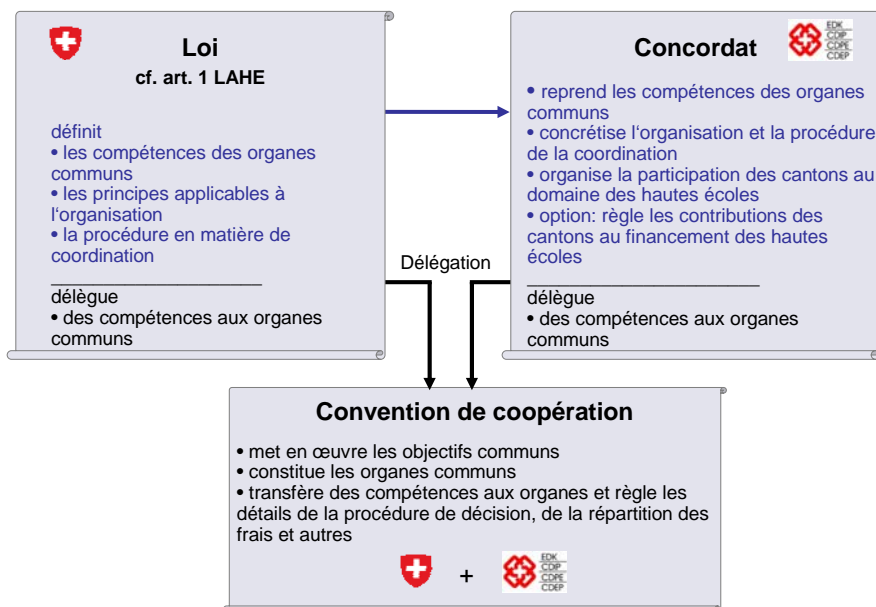 Loi
cf. art. 1 LAHE
définit
• les compétences des organes
communs
• les principes applicables à
l‘organisation
• la procédure en matière de
coordination
délègue
• des compétences aux organes
communs
Concordat
EDK
CDIP
CDPE
CDEP
• reprend les compétences des organes
communs
• concrétise l‘organisation et la procédure
de la coordination
• organise la participation des cantons au
domaine des hautes écoles
• option: règle les contributions des
cantons au financement des hautes
écoles
délègue
• des compétences aux organes
communs
Délégation
Convention de coopération
• met en œuvre les objectifs communs
• constitue les organes communs
• transfère des compétences aux organes et règle les
détails de la procédure de décision, de la répartition des
frais et autres
+
EDK
CDIP
CDPE
CDEP